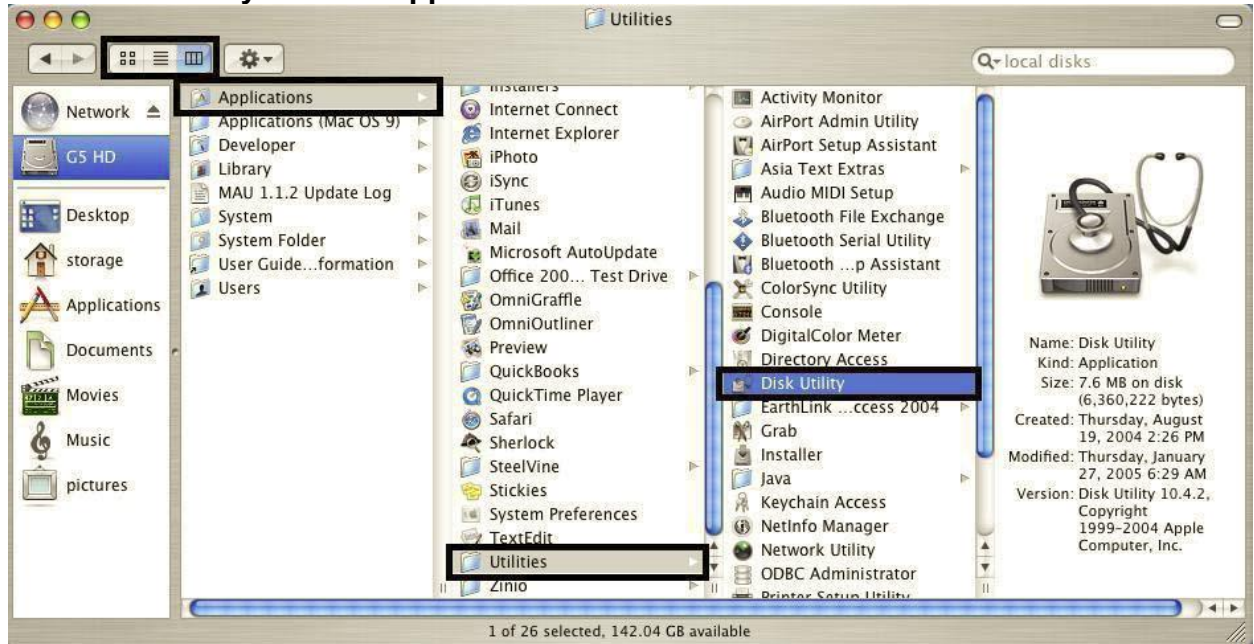 Utilities
local disks
Network
G5 HD
Desktop
storage
Applications
Documents
Movies
Music
pictures
Applications
Applications (Mac OS 9)
Developer
Library
MAU 1.1.2 Update Log
System
System Folder
User Guide...formation
Users
Installers
Internet Connect
Internet Explorer
iPhoto
iSync
iTunes
Mail
Microsoft AutoUpdate
Office 200... Test Drive
OmniGraffle
OmniOutliner
Preview
QuickBooks
QuickTime Player
Safari
Sherlock
SteelVine
Stickies
System Preferences
TextEdit
Utilities
Zinio
Activity Monitor
AirPort Admin Utility
AirPort Setup Assistant
Asia Text Extras
Audio MIDI Setup
Bluetooth File Exchange
Bluetooth Serial Utility
Bluetooth ...p Assistant
ColorSync Utility
Console
DigitalColor Meter
Directory Access
Disk Utility
EarthLink ...ccess 2004
Grab
Installer
Java
Keychain Access
NetInfo Manager
Network Utility
ODBC Administrator
Printer Setup Utility
Name: Disk Utility
Kind: Application
Size: 7.6 MB on disk
(6,360,222 bytes)
Created: Thursday, August
19, 2004 2:26 PM
Modified: Thursday, January
27, 2005 6:29 AM
Version: Disk Utility 10.4.2,
Copyright
1999-2004 Apple
Computer, Inc.
1 of 26 selected, 142.04 GB available